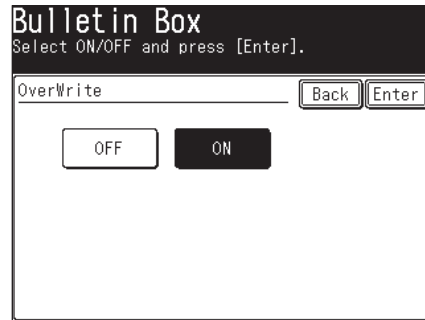 Bulletin Box
Select ON/OFF and press [Enter].
OverWrite Back Enter
OFF ON